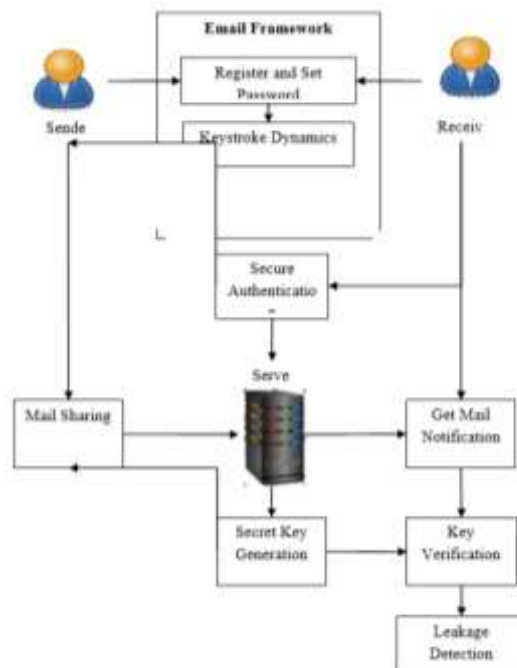 Email Framework
Register and Set
Password
Sende
Receiv
Keystroke Dynamics
Secure
Authenticatio
Serve
Mail Sharing
Get Mail
Notification
Secret Key
Generation
Key
Verification
Leakage
Detection